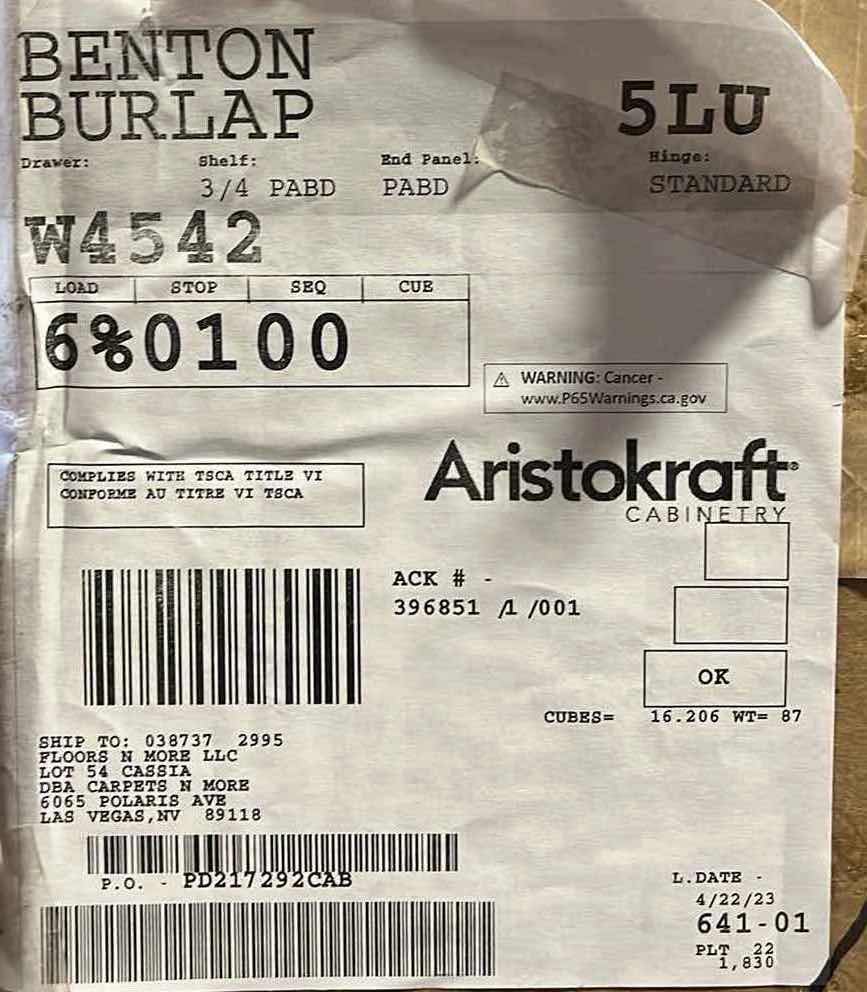 BENTON
BURLAP
5LU
Drawer: Shelf: End Panel: Hinge:
3/4 PABD PABD STANDARD
W4542
LOAD STOP SEQ CUE
6%0100
⚠ WARNING: Cancer -
www.P65Warnings.ca.gov
COMPLIES WITH TSCA TITLE VI
CONFORME AU TITRE VI TSCA
Aristokraft®
CABINETRY
ACK # -
396851 /1 /001
OK
CUBES= 16.206 WT= 87
SHIP TO: 038737 2995
FLOORS N MORE LLC
LOT 54 CASSIA
DBA CARPETS N MORE
6065 POLARIS AVE
LAS VEGAS,NV 89118
P.O. - PD217292CAB
L.DATE -
4/22/23
641-01
PLT 22
1,830